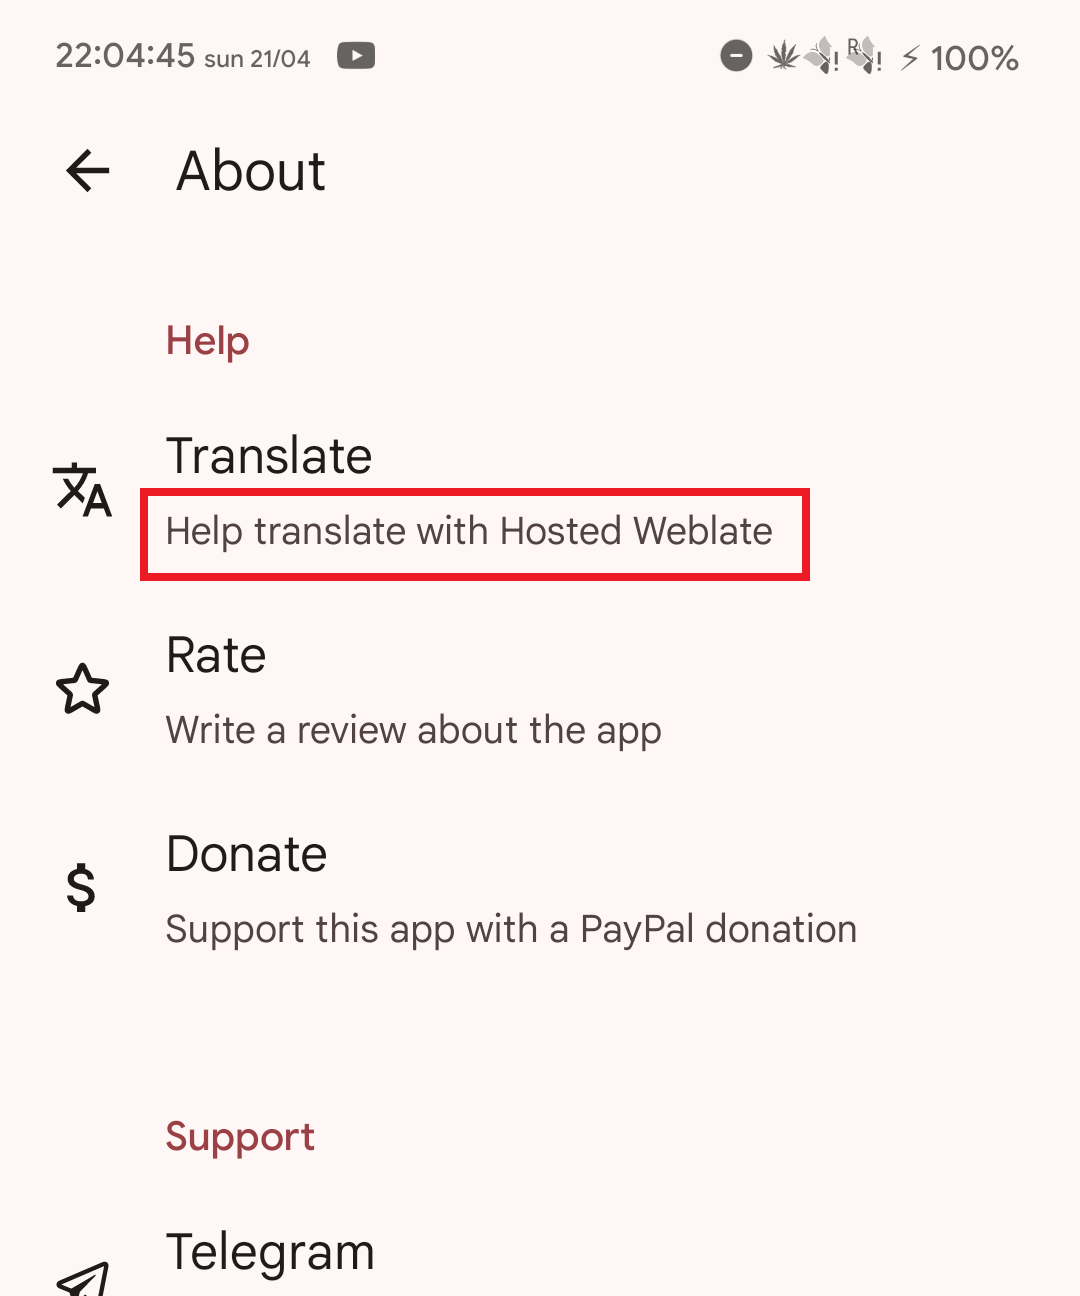 22:04:45 sun 21/04 R ! ! 100%
About
Help
Translate
Help translate with Hosted Weblate
Rate
Write a review about the app
Donate
Support this app with a PayPal donation
Support
Telegram